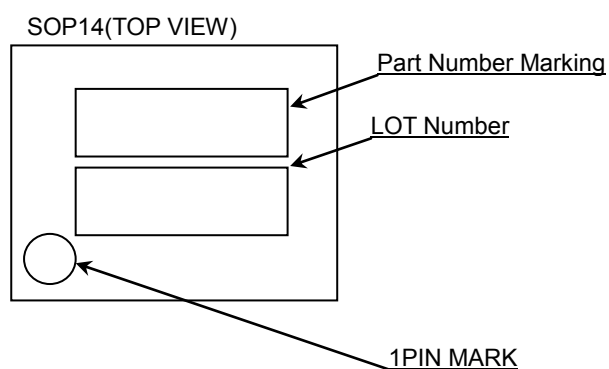 SOP14(TOP VIEW)
Part Number Marking
LOT Number
1PIN MARK